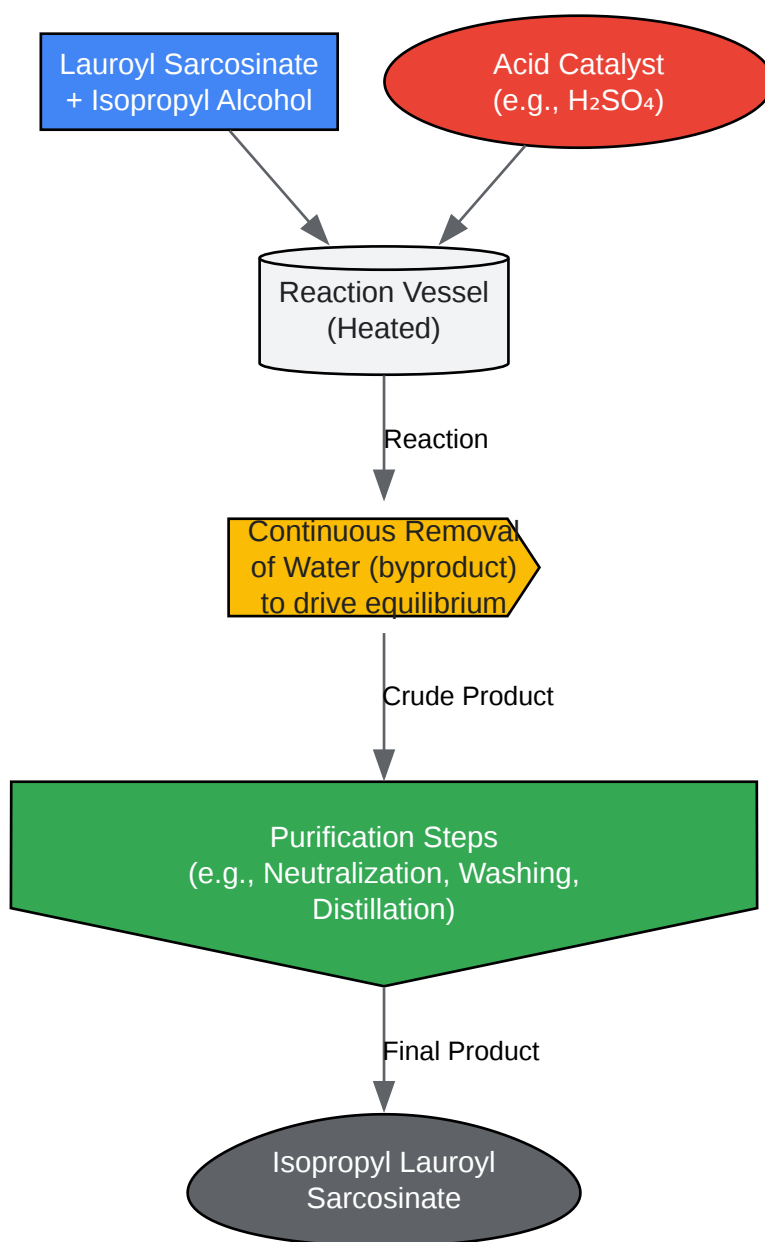 Lauroyl Sarcosinate
+ Isopropyl Alcohol
Acid Catalyst
(e.g., H₂SO₄)
Reaction Vessel
(Heated)
Reaction
Continuous Removal
of Water (byproduct)
to drive equilibrium
Crude Product
Purification Steps
(e.g., Neutralization, Washing,
Distillation)
Final Product
Isopropyl Lauroyl
Sarcosinate